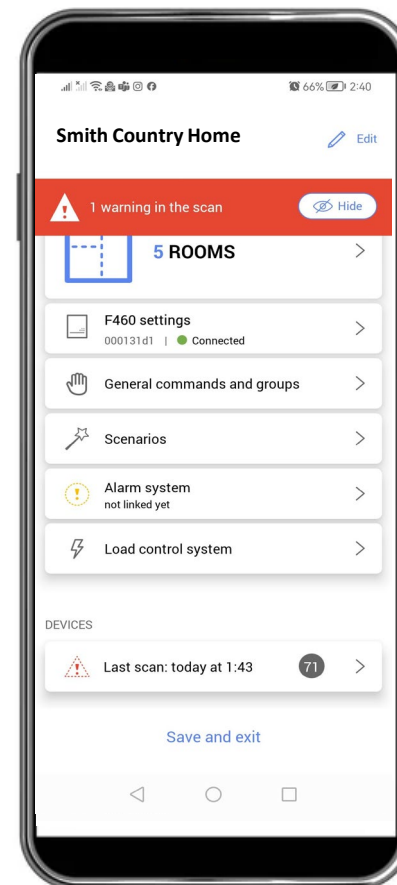 66% 2:40
Smith Country Home
Edit
1 warning in the scan
Hide
5 ROOMS
F460 settings
000131d1 | Connected
General commands and groups
Scenarios
Alarm system
not linked yet
Load control system
DEVICES
Last scan: today at 1:43 71
Save and exit